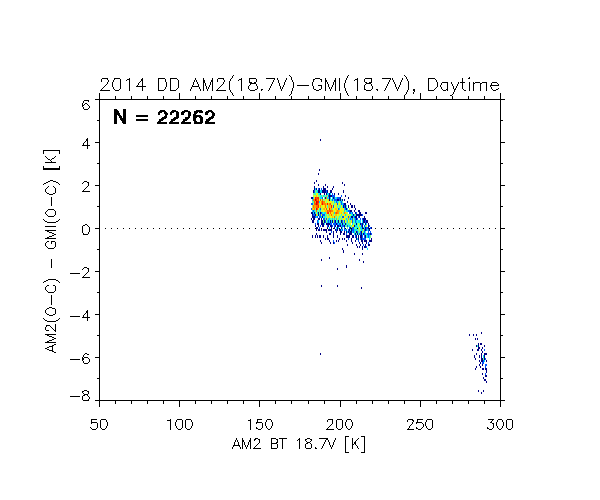 2014 DD AM2(18.7V)−GMI(18.7V), Daytime
N = 22262
6
4
2
0
−2
−4
−6
−8
AM2(O−C) − GMI(O−C) [K]
50 100 150 200 250 300
AM2 BT 18.7V [K]